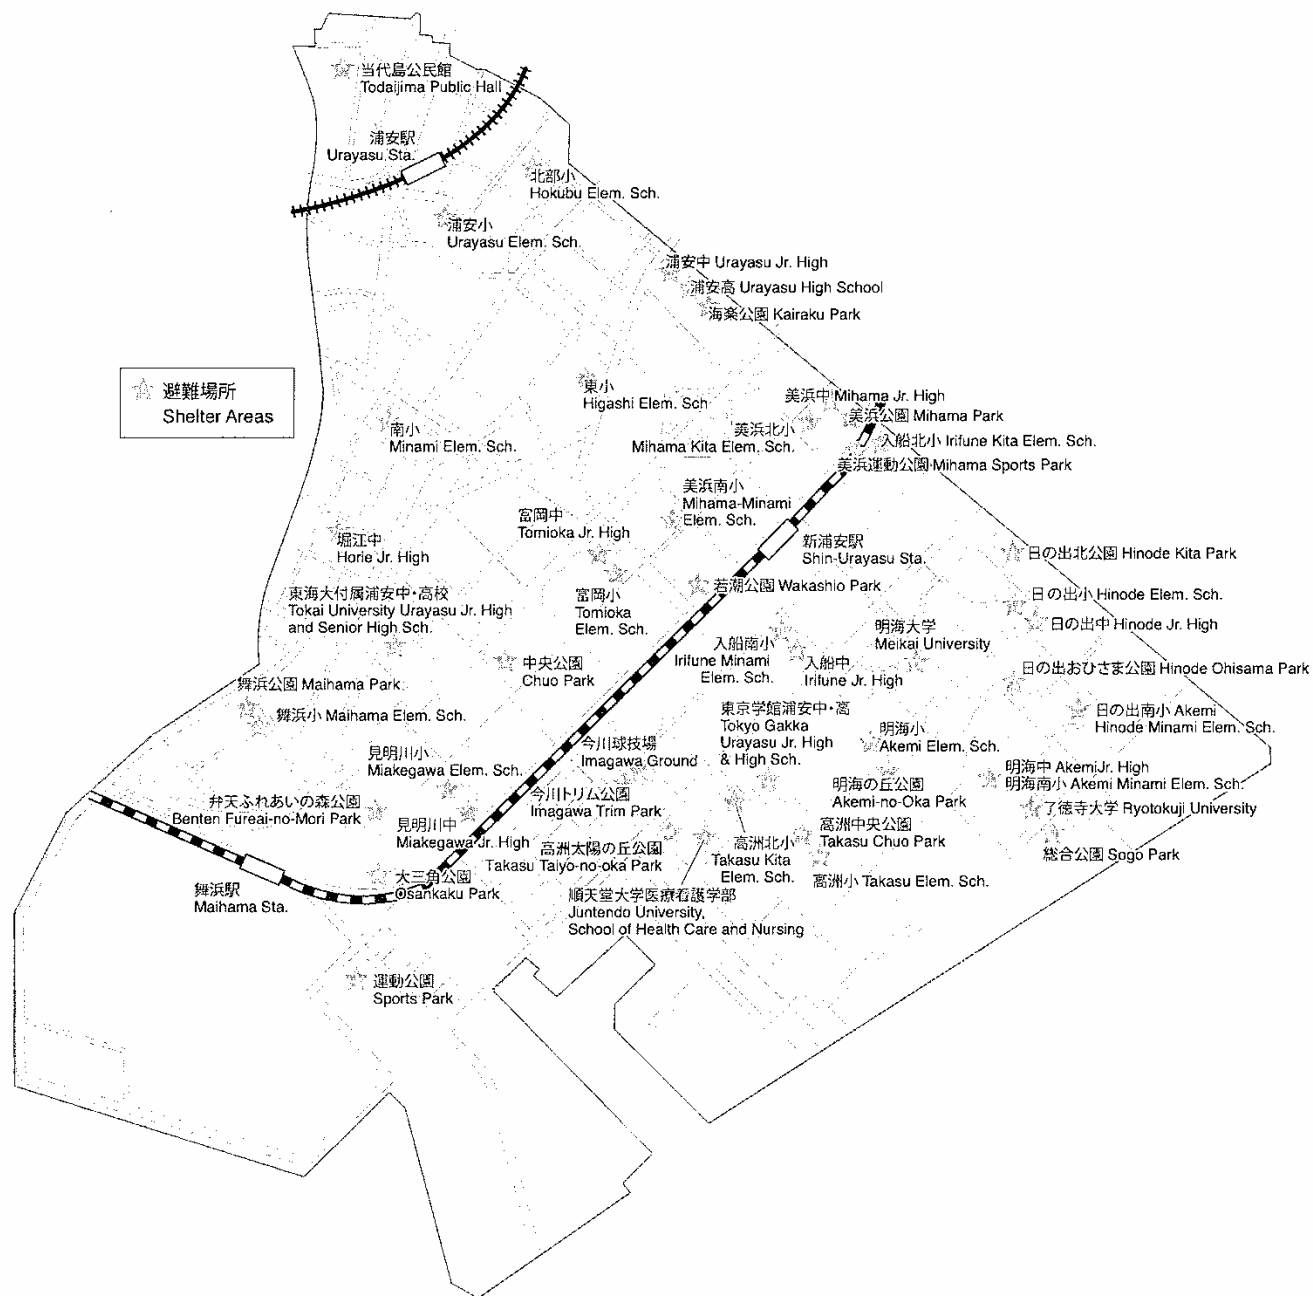 当代島公民館
Todaijima Public Hall
浦安駅
Urayasu Sta.
北部小
Hokubu Elem. Sch.
浦安小
Urayasu Elem. Sch.
浦安中 Urayasu Jr. High
浦安高 Urayasu High School
海楽公園 Kairaku Park
避難場所
Shelter Areas
東小
Higashi Elem. Sch
南小
Minami Elem. Sch.
美浜中 Mihama Jr. High
美浜公園 Mihama Park
美浜北小
Mihama Kita Elem. Sch.
入船北小 Irifune Kita Elem. Sch.
美浜運動公園 Mihama Sports Park
美浜南小
Mihama-Minami
Elem. Sch.
富岡中
Tomioka Jr. High
堀江中
Horie Jr. High
新浦安駅
Shin-Urayasu Sta.
日の出北公園 Hinode Kita Park
東海大付属浦安中・高校
Tokai University Urayasu Jr. High
and Senior High Sch.
富岡小
Tomioka
Elem. Sch.
若潮公園 Wakashio Park
日の出小 Hinode Elem. Sch.
日の出中 Hinode Jr. High
中央公園
Chuo Park
入船南小
Irifune Minami
Elem. Sch.
入船中
Irifune Jr. High
明海大学
Meikai University
日の出おひさま公園 Hinode Ohisama Park
舞浜公園 Maihama Park
舞浜小 Maihama Elem. Sch.
東京学館浦安中・高
Tokyo Gakka
Urayasu Jr. High
& High Sch.
日の出南小 Akemi
Hinode Minami Elem. Sch.
明海小
Akemi Elem. Sch.
見明川小
Miakegawa Elem. Sch.
今川球技場
Imagawa Ground
明海中 AkemiJr. High
明海南小 Akemi Minami Elem. Sch.
弁天ふれあいの森公園
Benten Fureai-no-Mori Park
今川トリム公園
Imagawa Trim Park
明海の丘公園
Akemi-no-Oka Park
了徳寺大学 Ryotokuji University
見明川中
Miakegawa Jr. High
高洲太陽の丘公園
Takasu Taiyo-no-oka Park
高洲北小
Takasu Kita
Elem. Sch.
高洲中央公園
Takasu Chuo Park
総合公園 Sogo Park
舞浜駅
Maihama Sta.
大三角公園
Osankaku Park
順天堂大学医療看護学部
Juntendo University,
School of Health Care and Nursing
高洲小 Takasu Elem. Sch.
運動公園
Sports Park